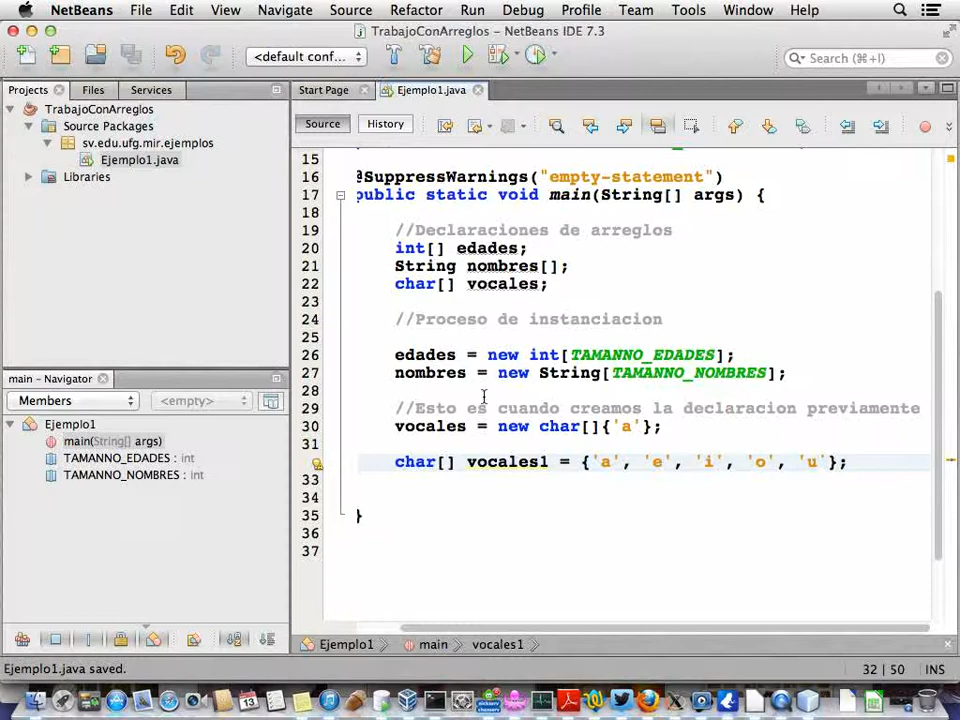 NetBeans File Edit View Navigate Source Refactor Run Debug Profile Team Tools Window Help
TrabajoConArreglos – NetBeans IDE 7.3
<default conf... Search (⌘+I)
Projects Files Services Start Page Ejemplo1.java
TrabajoConArreglos
Source Packages
sv.edu.ufg.mir.ejemplos
Ejemplo1.java
Libraries
Source History
15
16 @SuppressWarnings("empty-statement")
17 public static void main(String[] args) {
18
19 //Declaraciones de arreglos
20 int[] edades;
21 String nombres[];
22 char[] vocales;
23
24 //Proceso de instanciacion
25
26 edades = new int[TAMANNO_EDADES];
27 nombres = new String[TAMANNO_NOMBRES];
28
29 //Esto es cuando creamos la declaracion previamente
30 vocales = new char[]{'a'};
31
char[] vocales1 = {'a', 'e', 'i', 'o', 'u'};
33
34
35 }
36
37
main – Navigator
Members <empty>
Ejemplo1
main(String[] args)
TAMANNO_EDADES : int
TAMANNO_NOMBRES : int
Ejemplo1 main vocales1
Ejemplo1.java saved. 32 | 50 INS